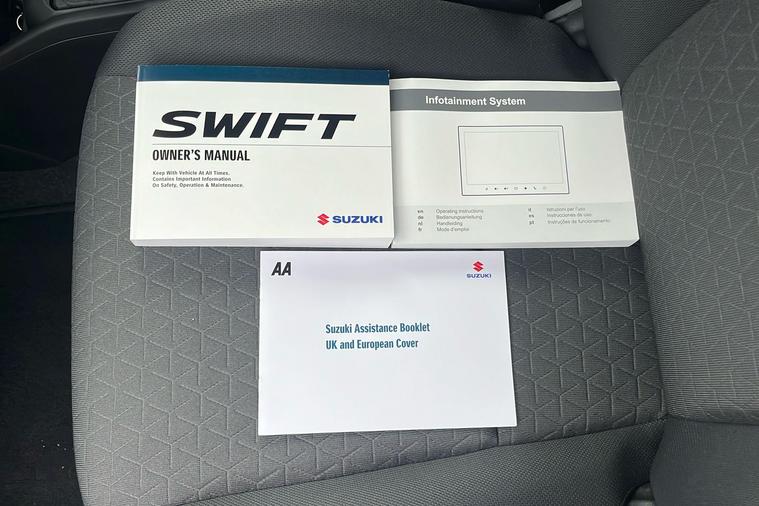 SWIFT
OWNER'S MANUAL
Keep With Vehicle At All Times.
Contains Important Information
On Safety, Operation & Maintenance.
SUZUKI
Infotainment System
en Operating instructions
de Bedienungsanleitung
nl Handleiding
fr Mode d'emploi
it Istruzioni per l'uso
es Instrucciones de uso
pt Instruções de funcionamento
AA
SUZUKI
Suzuki Assistance Booklet
UK and European Cover